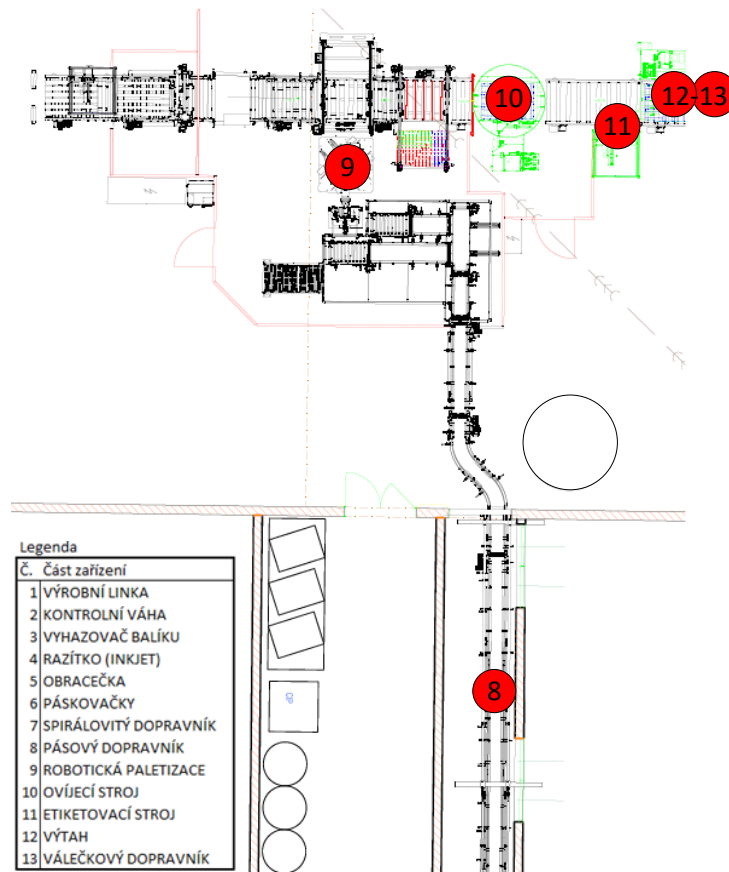 10
12
13
11
9
8
Legenda
Č. Část zařízení
1 VÝROBNÍ LINKA
2 KONTROLNÍ VÁHA
3 VYHAZOVAČ BALÍKU
4 RAZÍTKO (INKJET)
5 OBRACEČKA
6 PÁSKOVAČKY
7 SPIRÁLOVITÝ DOPRAVNÍK
8 PÁSOVÝ DOPRAVNÍK
9 ROBOTICKÁ PALETIZACE
10 OVÍJECÍ STROJ
11 ETIKETOVACÍ STROJ
12 VÝTAH
13 VÁLEČKOVÝ DOPRAVNÍK